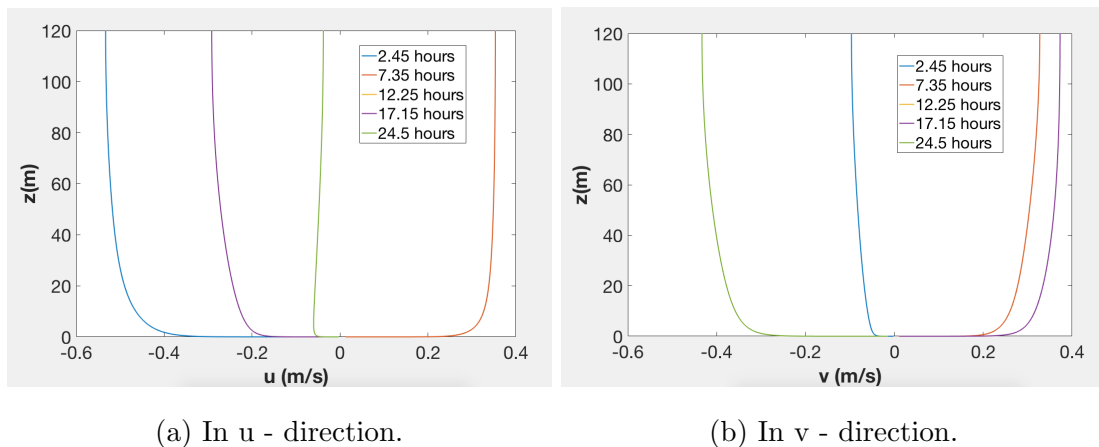 120
100
80
60
40
20
0
z(m)
2.45 hours
7.35 hours
12.25 hours
17.15 hours
24.5 hours
-0.6
-0.4
-0.2
0
0.2
0.4
u (m/s)
(a) In u - direction.
120
100
80
60
40
20
0
z(m)
2.45 hours
7.35 hours
12.25 hours
17.15 hours
24.5 hours
-0.6
-0.4
-0.2
0
0.2
0.4
v (m/s)
(b) In v - direction.